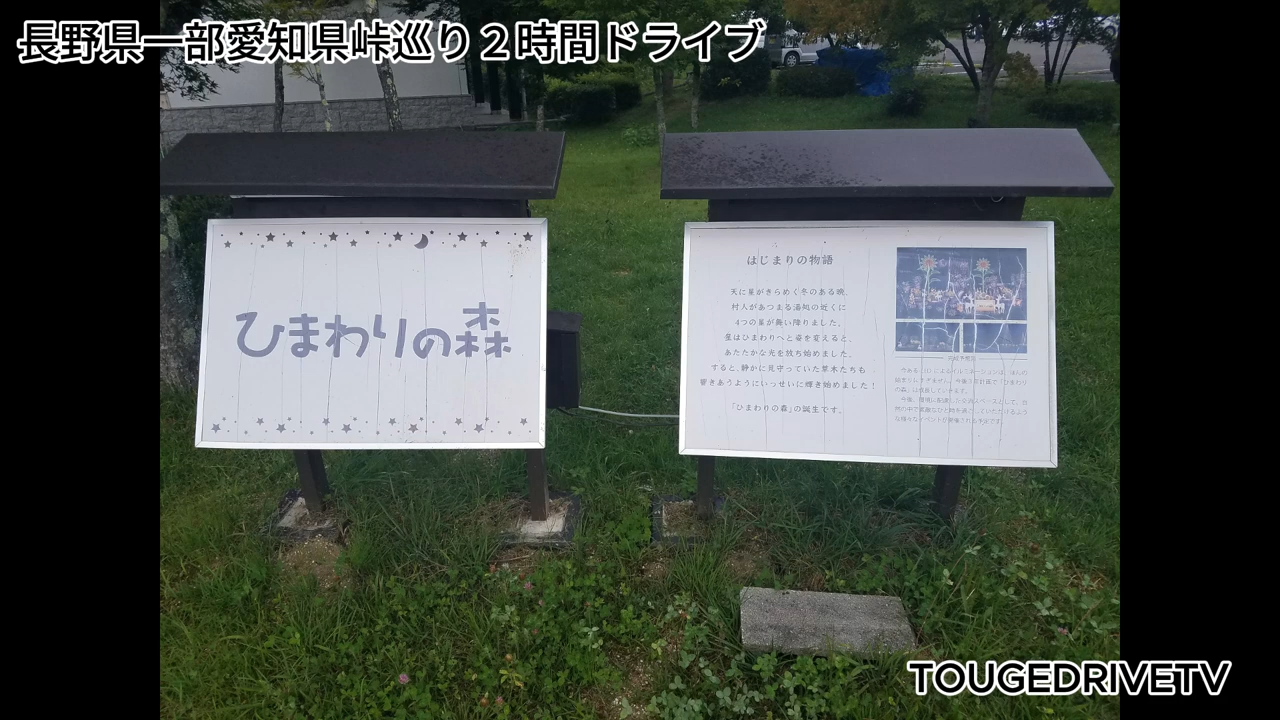 長野県一部愛知県峠巡り２時間ドライブ
ひまわりの森
はじまりの物語
天に星がきらめく冬のある晩、
村人があつまる湯処の近くに
4つの星が舞い降りました。
星はひまわりへと姿を変えると、
あたたかな光を放ち始めました。
すると、静かに見守っていた草木たちも
響きあうようにいっせいに輝き始めました！
「ひまわりの森」の誕生です。
TOUGEDRIVETV